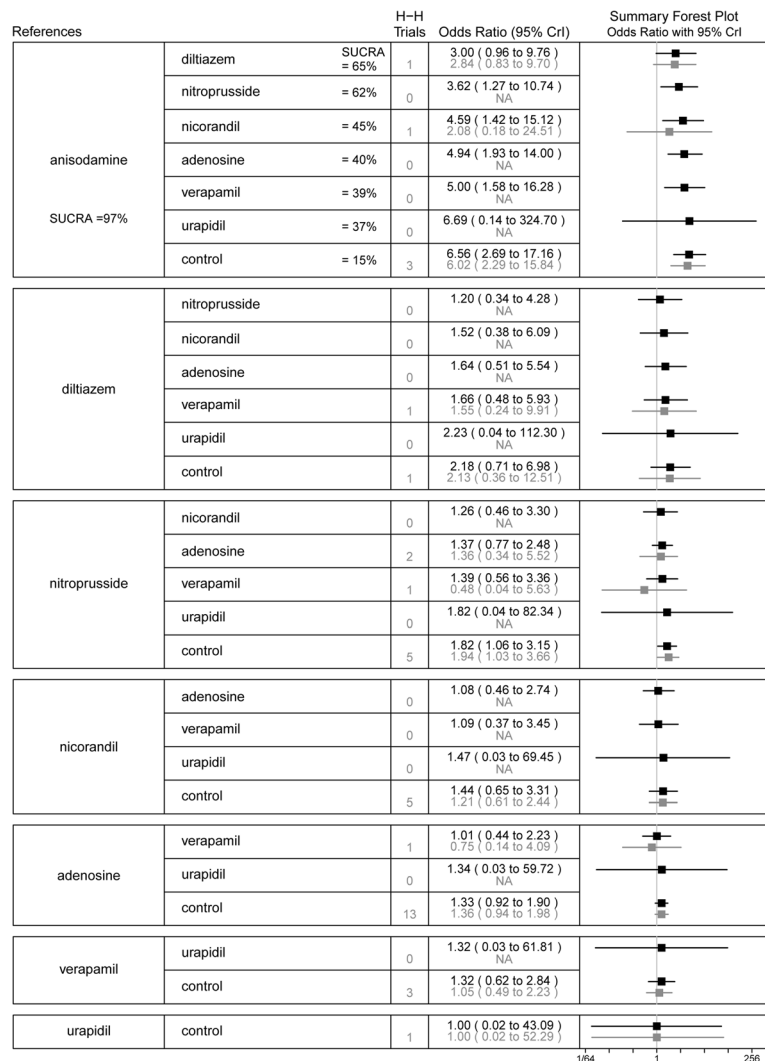 References
H−H
Trials
Odds Ratio (95% CrI)
Summary Forest Plot
Odds Ratio with 95% CrI
anisodamine
SUCRA =97%
diltiazem SUCRA = 65% 1 3.00 ( 0.96 to 9.76 )
2.84 ( 0.83 to 9.70 )
nitroprusside = 62% 0 3.62 ( 1.27 to 10.74 )
NA
nicorandil = 45% 1 4.59 ( 1.42 to 15.12 )
2.08 ( 0.18 to 24.51 )
adenosine = 40% 0 4.94 ( 1.93 to 14.00 )
NA
verapamil = 39% 0 5.00 ( 1.58 to 16.28 )
NA
urapidil = 37% 0 6.69 ( 0.14 to 324.70 )
NA
control = 15% 3 6.56 ( 2.69 to 17.16 )
6.02 ( 2.29 to 15.84 )
diltiazem
nitroprusside 0 1.20 ( 0.34 to 4.28 )
NA
nicorandil 0 1.52 ( 0.38 to 6.09 )
NA
adenosine 0 1.64 ( 0.51 to 5.54 )
NA
verapamil 1 1.66 ( 0.48 to 5.93 )
1.55 ( 0.24 to 9.91 )
urapidil 0 2.23 ( 0.04 to 112.30 )
NA
control 1 2.18 ( 0.71 to 6.98 )
2.13 ( 0.36 to 12.51 )
nitroprusside
nicorandil 0 1.26 ( 0.46 to 3.30 )
NA
adenosine 2 1.37 ( 0.77 to 2.48 )
1.36 ( 0.34 to 5.52 )
verapamil 1 1.39 ( 0.56 to 3.36 )
0.48 ( 0.04 to 5.63 )
urapidil 0 1.82 ( 0.04 to 82.34 )
NA
control 5 1.82 ( 1.06 to 3.15 )
1.94 ( 1.03 to 3.66 )
nicorandil
adenosine 0 1.08 ( 0.46 to 2.74 )
NA
verapamil 0 1.09 ( 0.37 to 3.45 )
NA
urapidil 0 1.47 ( 0.03 to 69.45 )
NA
control 5 1.44 ( 0.65 to 3.31 )
1.21 ( 0.61 to 2.44 )
adenosine
verapamil 1 1.01 ( 0.44 to 2.23 )
0.75 ( 0.14 to 4.09 )
urapidil 0 1.34 ( 0.03 to 59.72 )
NA
control 13 1.33 ( 0.92 to 1.90 )
1.36 ( 0.94 to 1.98 )
verapamil
urapidil 0 1.32 ( 0.03 to 61.81 )
NA
control 3 1.32 ( 0.62 to 2.84 )
1.05 ( 0.49 to 2.23 )
urapidil
control 1 1.00 ( 0.02 to 43.09 )
1.00 ( 0.02 to 52.29 )
1/64 1 256